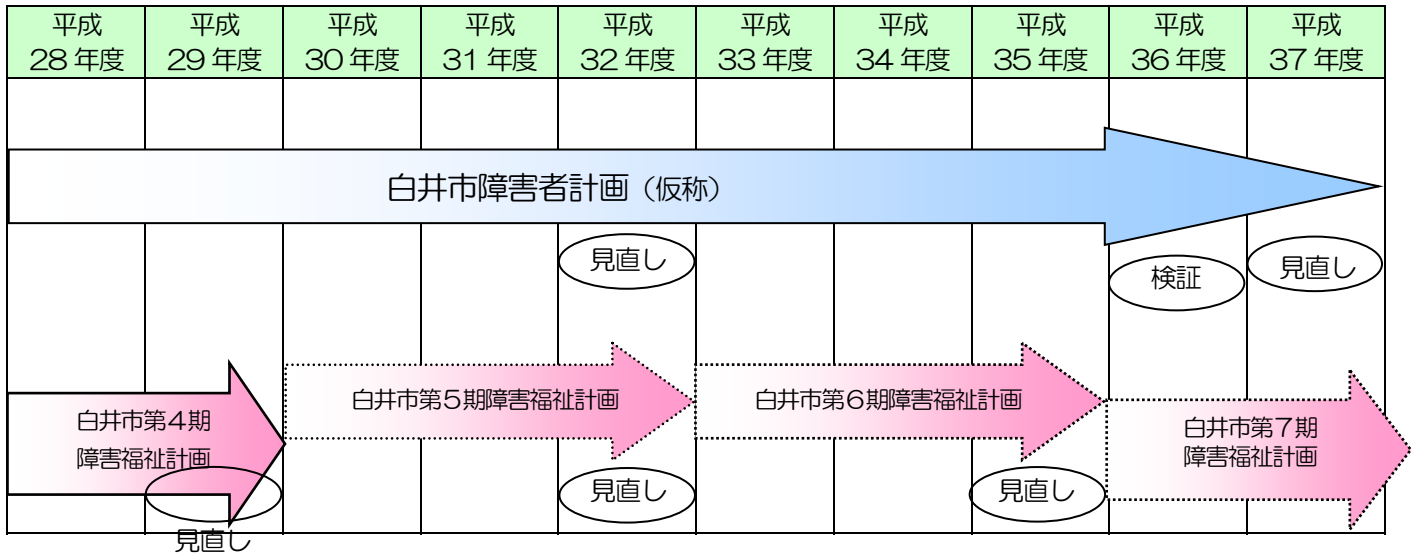 平成 平成 平成 平成 平成 平成 平成 平成 平成 平成
28年度 29年度 30年度 31年度 32年度 33年度 34年度 35年度 36年度 37年度
白井市障害者計画（仮称）
見直し
検証
見直し
白井市第4期
障害福祉計画
見直し
白井市第5期障害福祉計画
見直し
白井市第6期障害福祉計画
見直し
白井市第7期
障害福祉計画